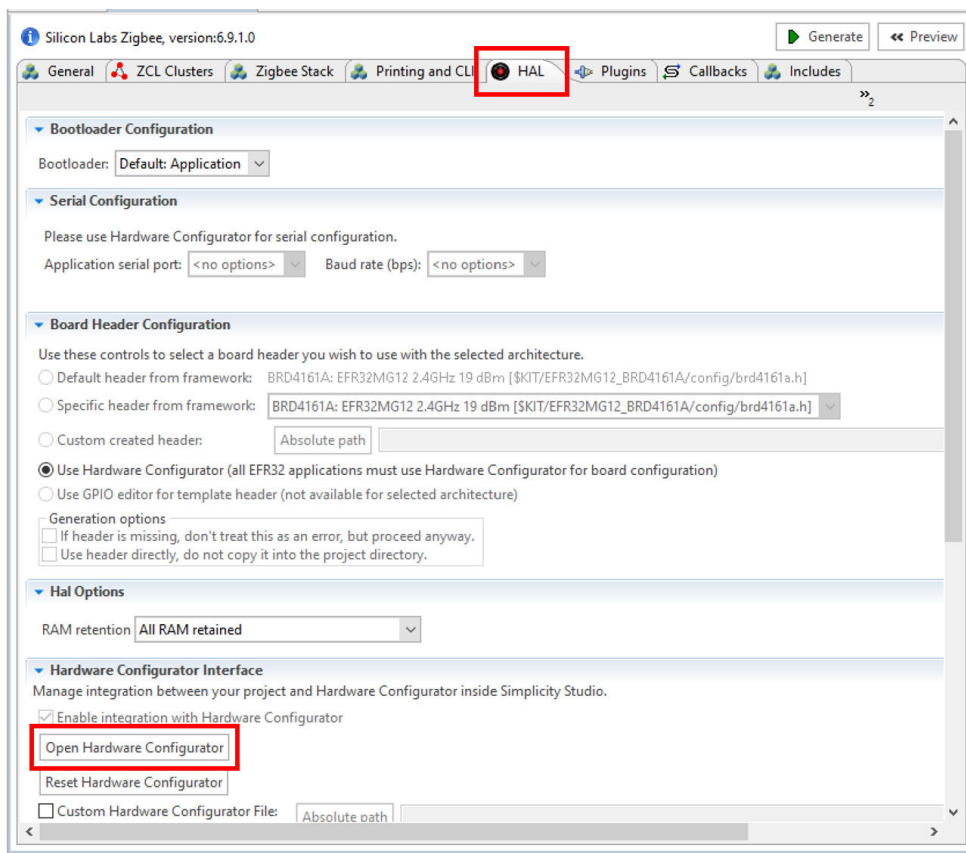 Silicon Labs Zigbee, version:6.9.1.0
Generate
Preview
General
ZCL Clusters
Zigbee Stack
Printing and CLI
HAL
Plugins
Callbacks
Includes
»2
Bootloader Configuration
Bootloader: Default: Application
Serial Configuration
Please use Hardware Configurator for serial configuration.
Application serial port: <no options> Baud rate (bps): <no options>
Board Header Configuration
Use these controls to select a board header you wish to use with the selected architecture.
Default header from framework: BRD4161A: EFR32MG12 2.4GHz 19 dBm [$KIT/EFR32MG12_BRD4161A/config/brd4161a.h]
Specific header from framework: BRD4161A: EFR32MG12 2.4GHz 19 dBm [$KIT/EFR32MG12_BRD4161A/config/brd4161a.h]
Custom created header: Absolute path
Use Hardware Configurator (all EFR32 applications must use Hardware Configurator for board configuration)
Use GPIO editor for template header (not available for selected architecture)
Generation options
If header is missing, don't treat this as an error, but proceed anyway.
Use header directly, do not copy it into the project directory.
Hal Options
RAM retention All RAM retained
Hardware Configurator Interface
Manage integration between your project and Hardware Configurator inside Simplicity Studio.
Enable integration with Hardware Configurator
Open Hardware Configurator
Reset Hardware Configurator
Custom Hardware Configurator File: Absolute path